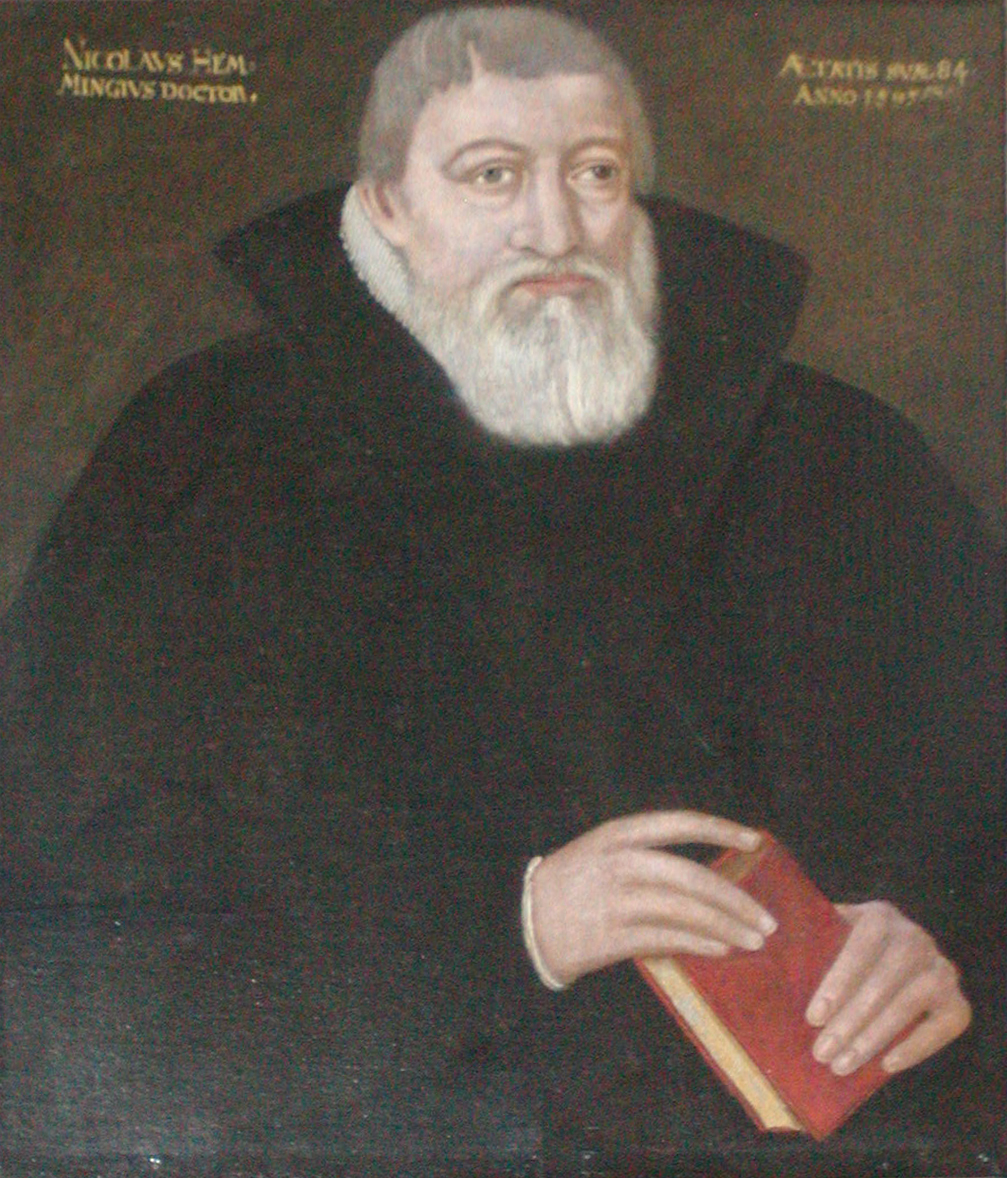 NICOLAVS HEM-
MINGIVS DOCTOR.
ÆTATIS SVÆ. 84
ANNO